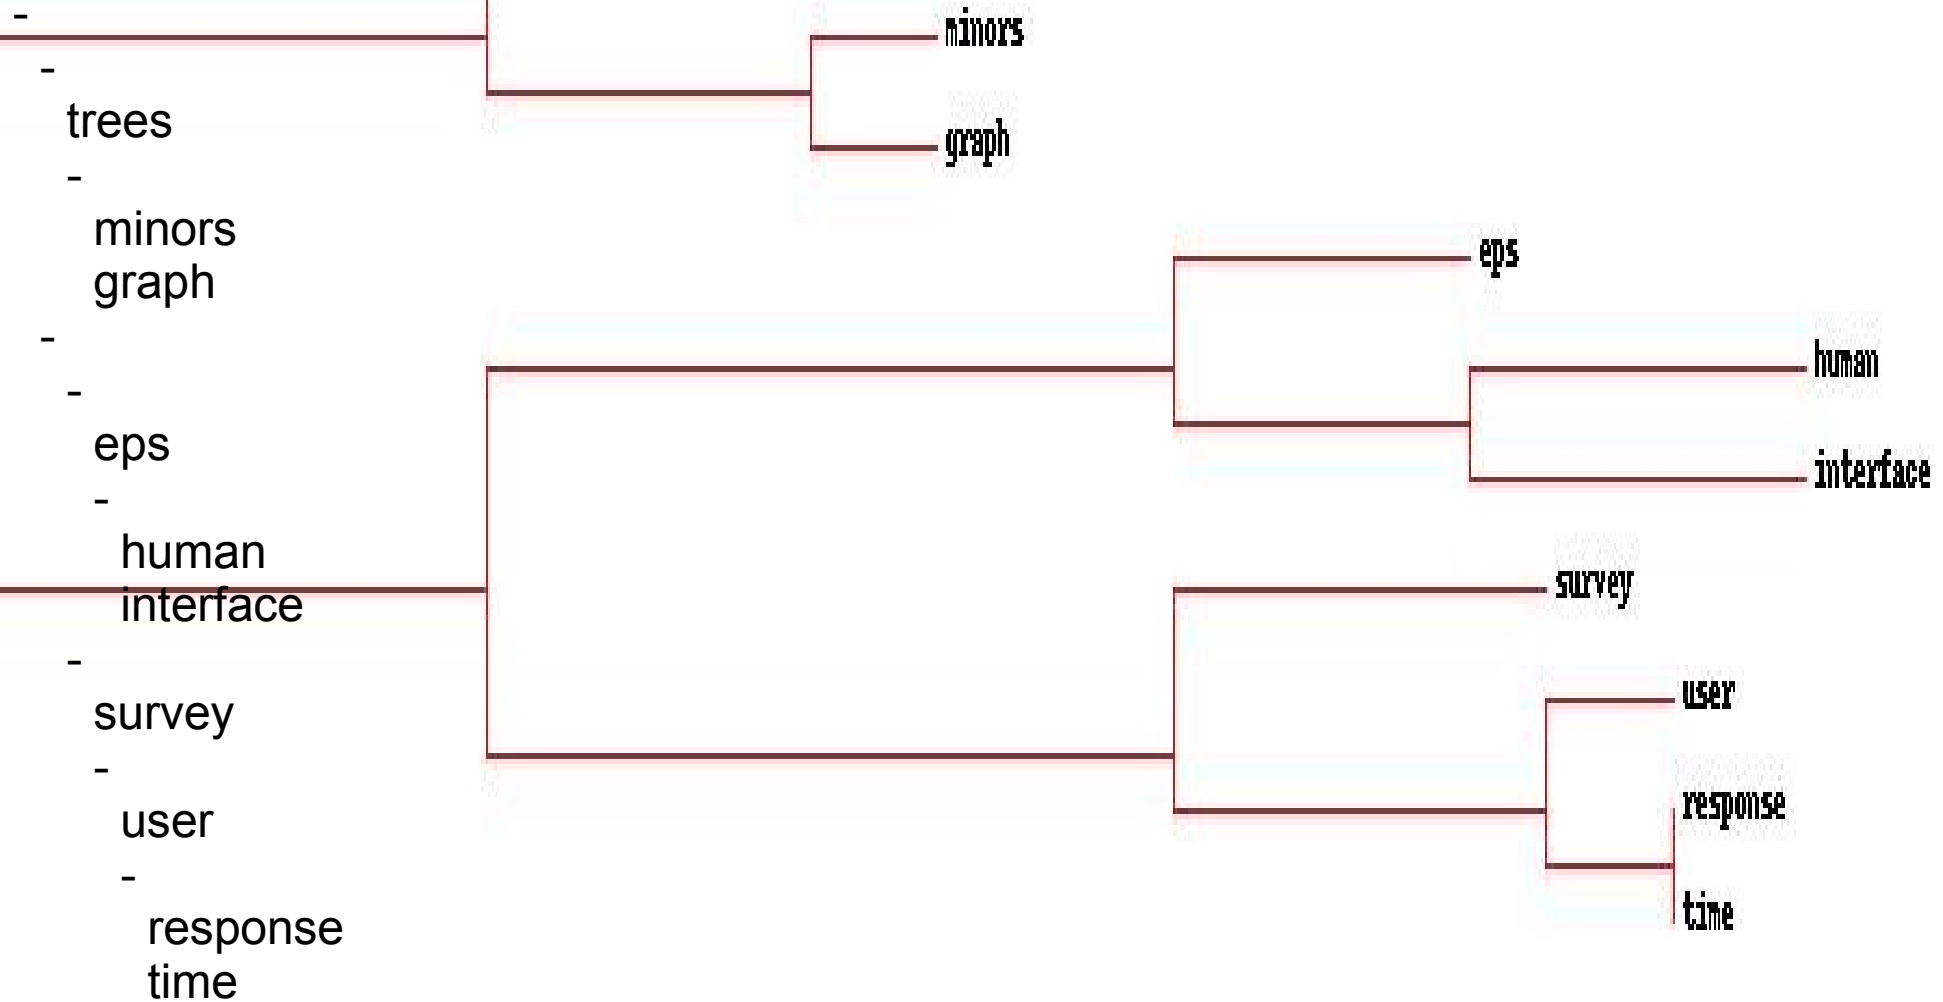 -
-
trees
-
minors
graph
-
-
eps
-
human
interface
-
survey
-
user
-
response
time
minors
graph
eps
human
interface
survey
user
response
time